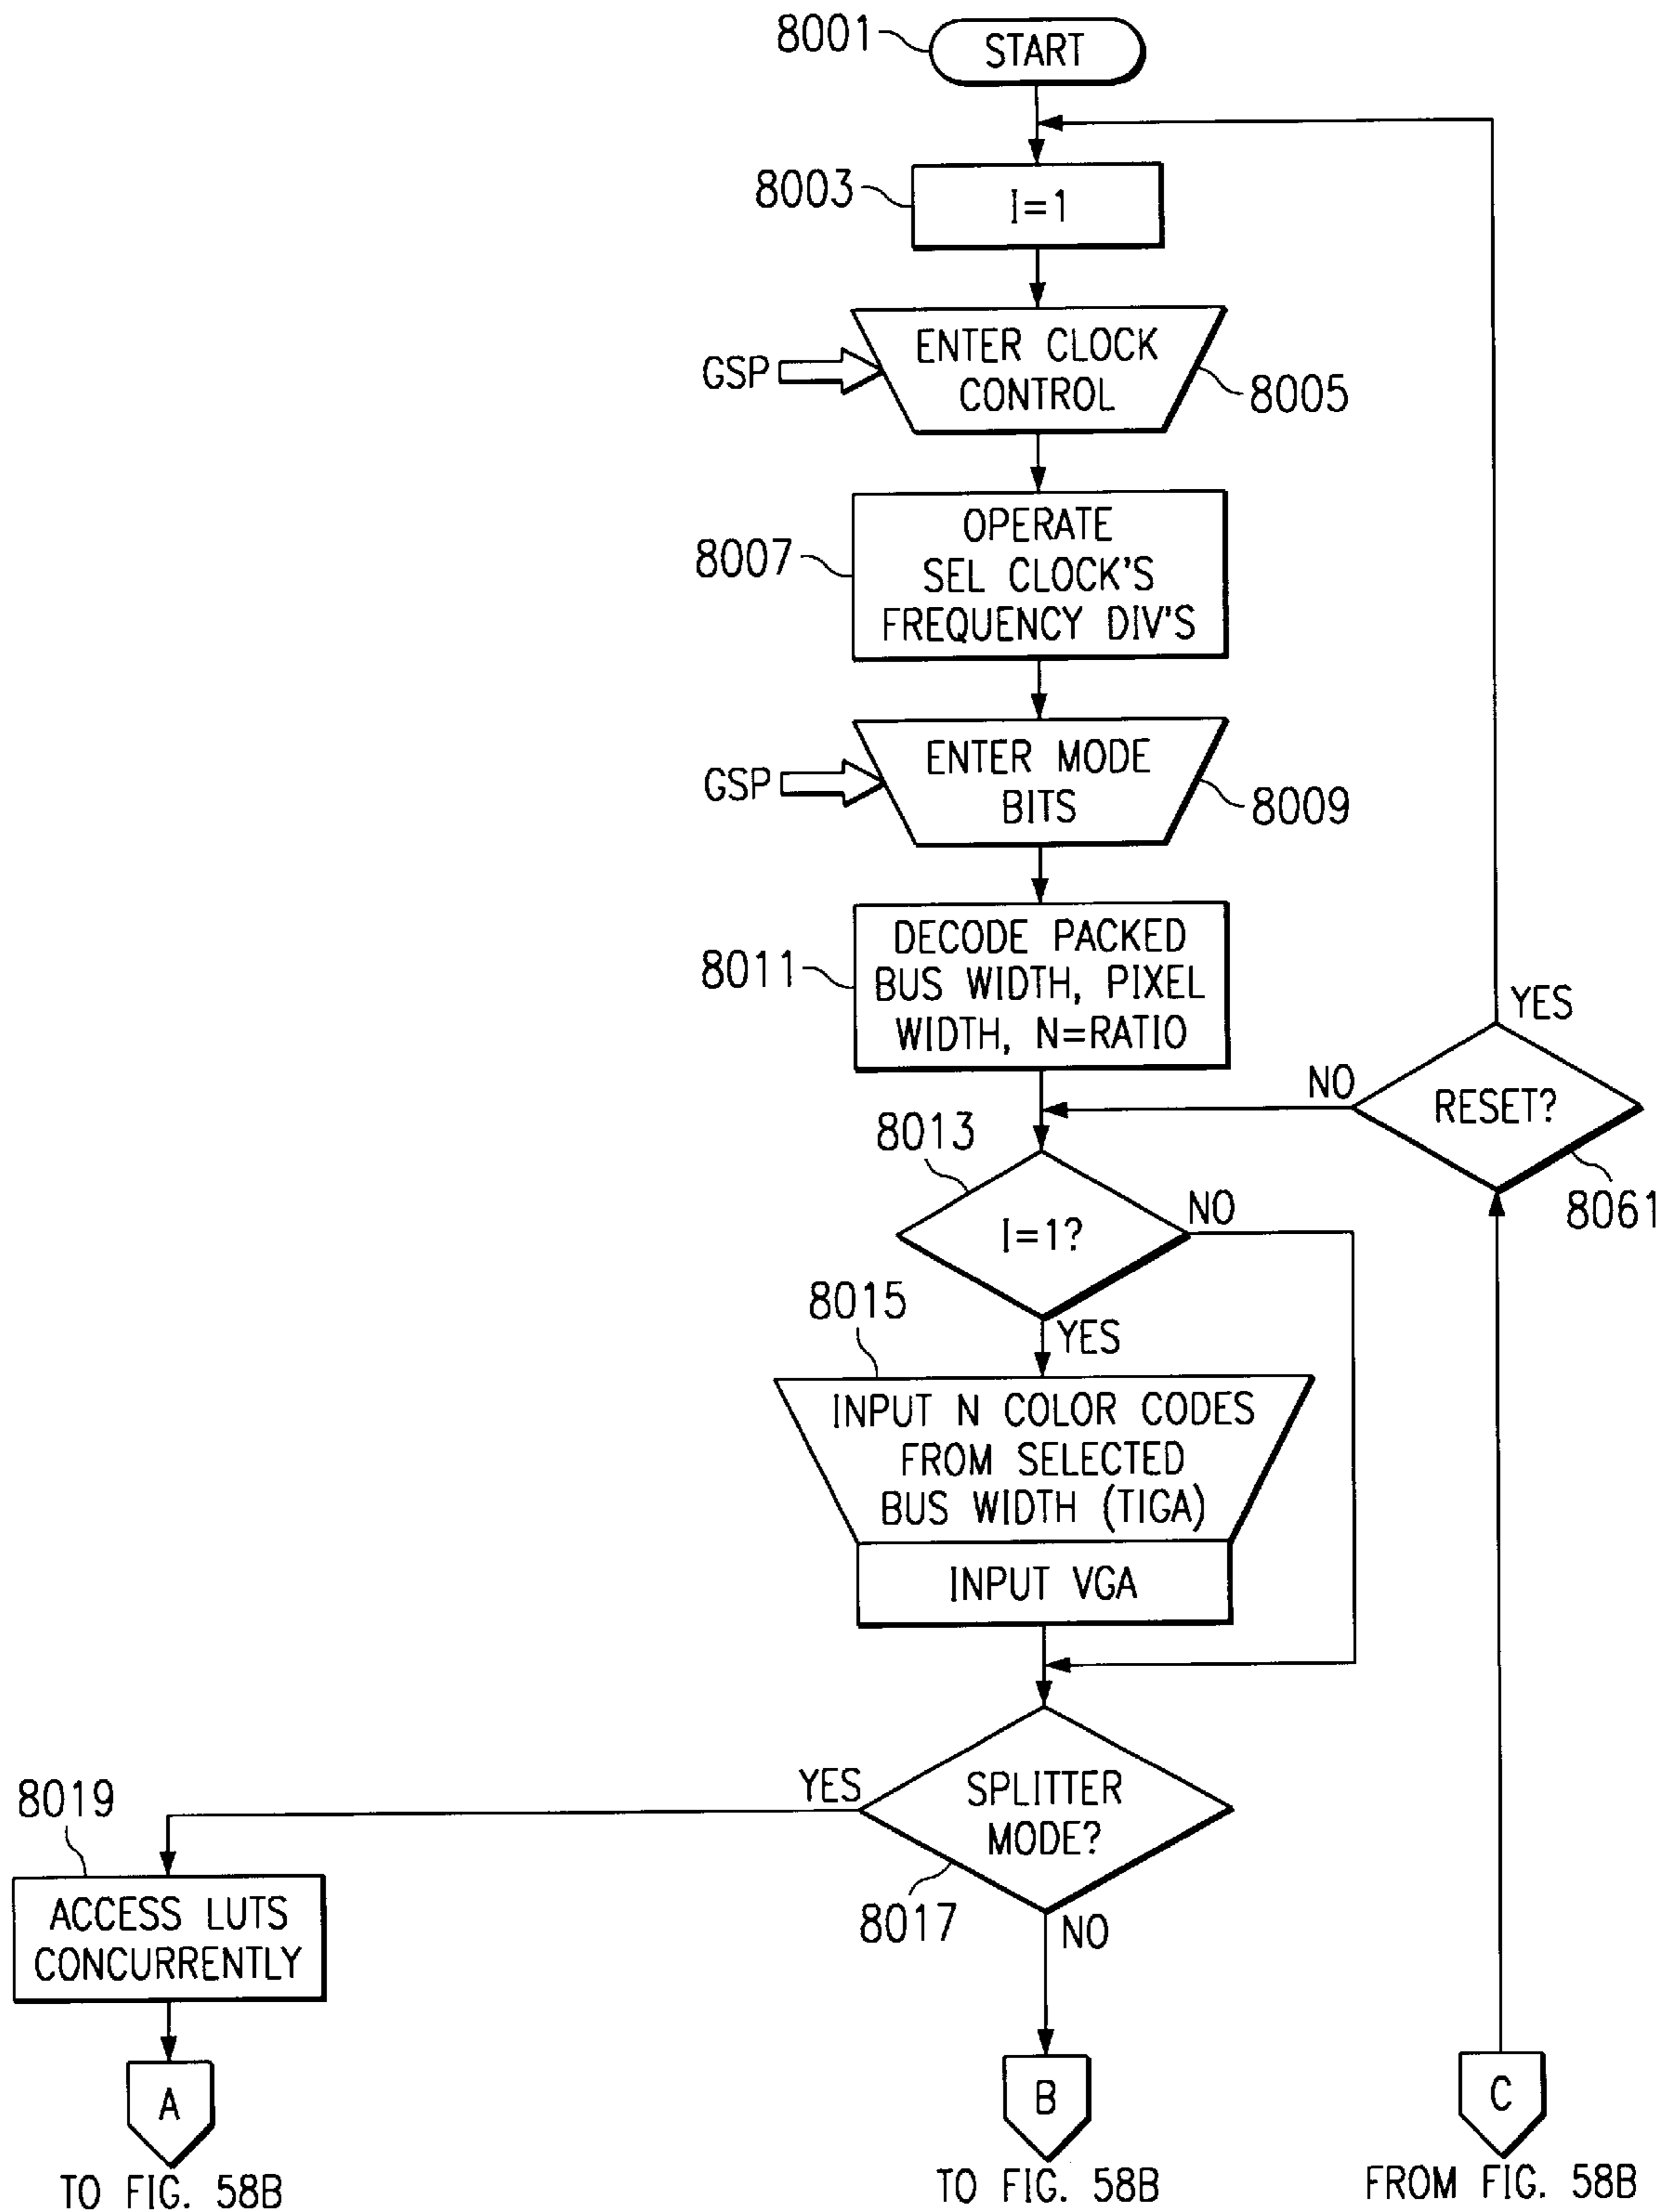 8001
START
8003
I=1
GSP
ENTER CLOCK
CONTROL
8005
8007
OPERATE
SEL CLOCK'S
FREQUENCY DIV'S
GSP
ENTER MODE
BITS
8009
8011
DECODE PACKED
BUS WIDTH, PIXEL
WIDTH, N=RATIO
YES
NO
RESET?
8061
8013
I=1?
NO
YES
8015
INPUT N COLOR CODES
FROM SELECTED
BUS WIDTH (TIGA)
INPUT VGA
YES
SPLITTER
MODE?
8017
NO
8019
ACCESS LUTS
CONCURRENTLY
A
TO FIG. 58B
B
TO FIG. 58B
C
FROM FIG. 58B